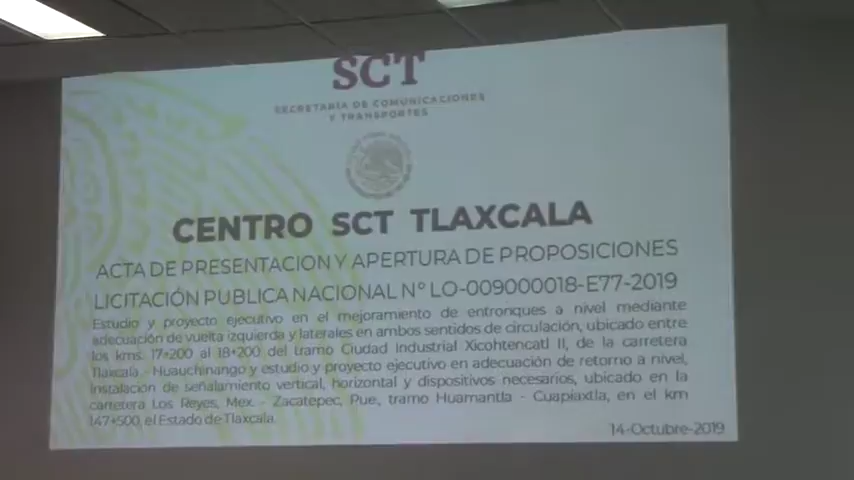 SCT
SECRETARÍA DE COMUNICACIONES
Y TRANSPORTES
CENTRO SCT TLAXCALA
ACTA DE PRESENTACION Y APERTURA DE PROPOSICIONES
LICITACIÓN PUBLICA NACIONAL N° LO-009000018-E77-2019
Estudio y proyecto ejecutivo en el mejoramiento de entronques a nivel mediante
adecuación de vuelta izquierda y laterales en ambos sentidos de circulación, ubicado entre
los kms. 17+200 al 18+200 del tramo Ciudad Industrial Xicohtencatl II, de la carretera
Tlaxcala - Huauchinango y estudio y proyecto ejecutivo en adecuación de retorno a nivel,
instalación de señalamiento vertical, horizontal y dispositivos necesarios, ubicado en la
carretera Los Reyes, Mex. - Zacatepec, Pue., tramo Huamantla - Cuapiaxtla, en el km
147+500, el Estado de Tlaxcala.
14-Octubre-2019